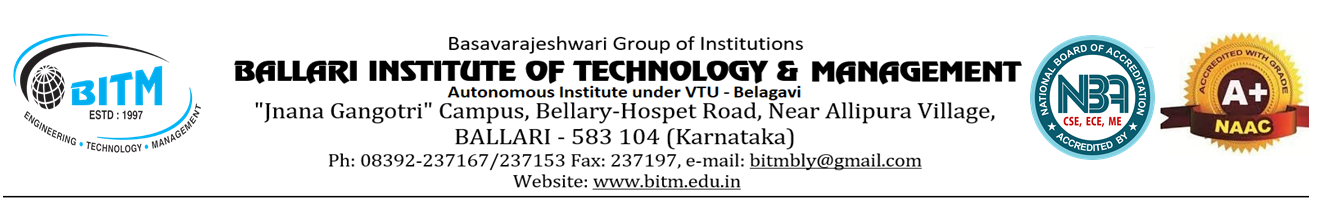 BITM
ESTD : 1997
ENGINEERING • TECHNOLOGY • MANAGEMENT
Basavarajeshwari Group of Institutions
BALLARI INSTITUTE OF TECHNOLOGY & MANAGEMENT
Autonomous Institute under VTU - Belagavi
"Jnana Gangotri" Campus, Bellary-Hospet Road, Near Allipura Village,
BALLARI - 583 104 (Karnataka)
Ph: 08392-237167/237153 Fax: 237197, e-mail: bitmbly@gmail.com
Website: www.bitm.edu.in
NATIONAL BOARD OF ACCREDITATION
NBA
CSE, ECE, ME
ACCREDITED BY
ACCREDITED WITH GRADE
A+
NAAC